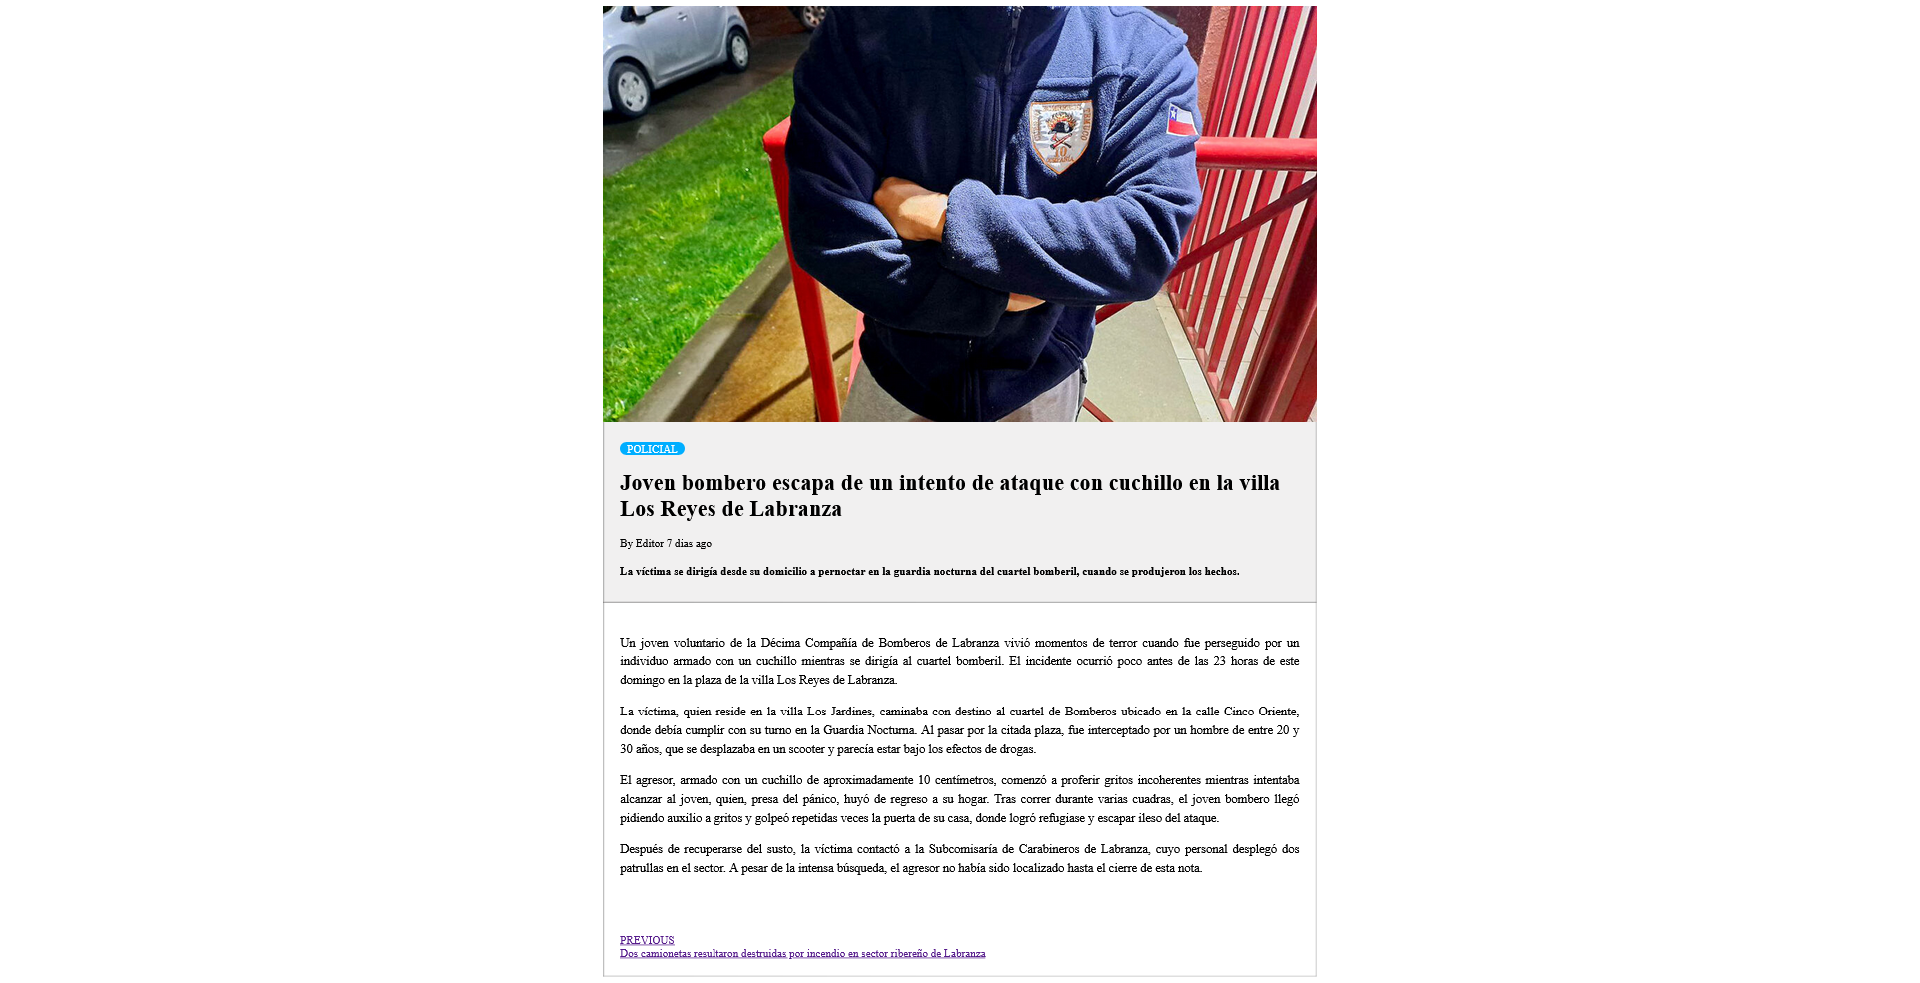 TEMUCO
10
COMPAÑIA
POLICIAL
Joven bombero escapa de un intento de ataque con cuchillo en la villa
Los Reyes de Labranza
By Editor 7 dias ago
La víctima se dirigía desde su domicilio a pernoctar en la guardia nocturna del cuartel bomberil, cuando se produjeron los hechos.
Un joven voluntario de la Décima Compañía de Bomberos de Labranza vivió momentos de terror cuando fue perseguido por un
individuo armado con un cuchillo mientras se dirigía al cuartel bomberil. El incidente ocurrió poco antes de las 23 horas de este
domingo en la plaza de la villa Los Reyes de Labranza.
La víctima, quien reside en la villa Los Jardines, caminaba con destino al cuartel de Bomberos ubicado en la calle Cinco Oriente,
donde debía cumplir con su turno en la Guardia Nocturna. Al pasar por la citada plaza, fue interceptado por un hombre de entre 20 y
30 años, que se desplazaba en un scooter y parecía estar bajo los efectos de drogas.
El agresor, armado con un cuchillo de aproximadamente 10 centímetros, comenzó a proferir gritos incoherentes mientras intentaba
alcanzar al joven, quien, presa del pánico, huyó de regreso a su hogar. Tras correr durante varias cuadras, el joven bombero llegó
pidiendo auxilio a gritos y golpeó repetidas veces la puerta de su casa, donde logró refugiase y escapar ileso del ataque.
Después de recuperarse del susto, la víctima contactó a la Subcomisaría de Carabineros de Labranza, cuyo personal desplegó dos
patrullas en el sector. A pesar de la intensa búsqueda, el agresor no había sido localizado hasta el cierre de esta nota.
PREVIOUS
Dos camionetas resultaron destruidas por incendio en sector ribereño de Labranza